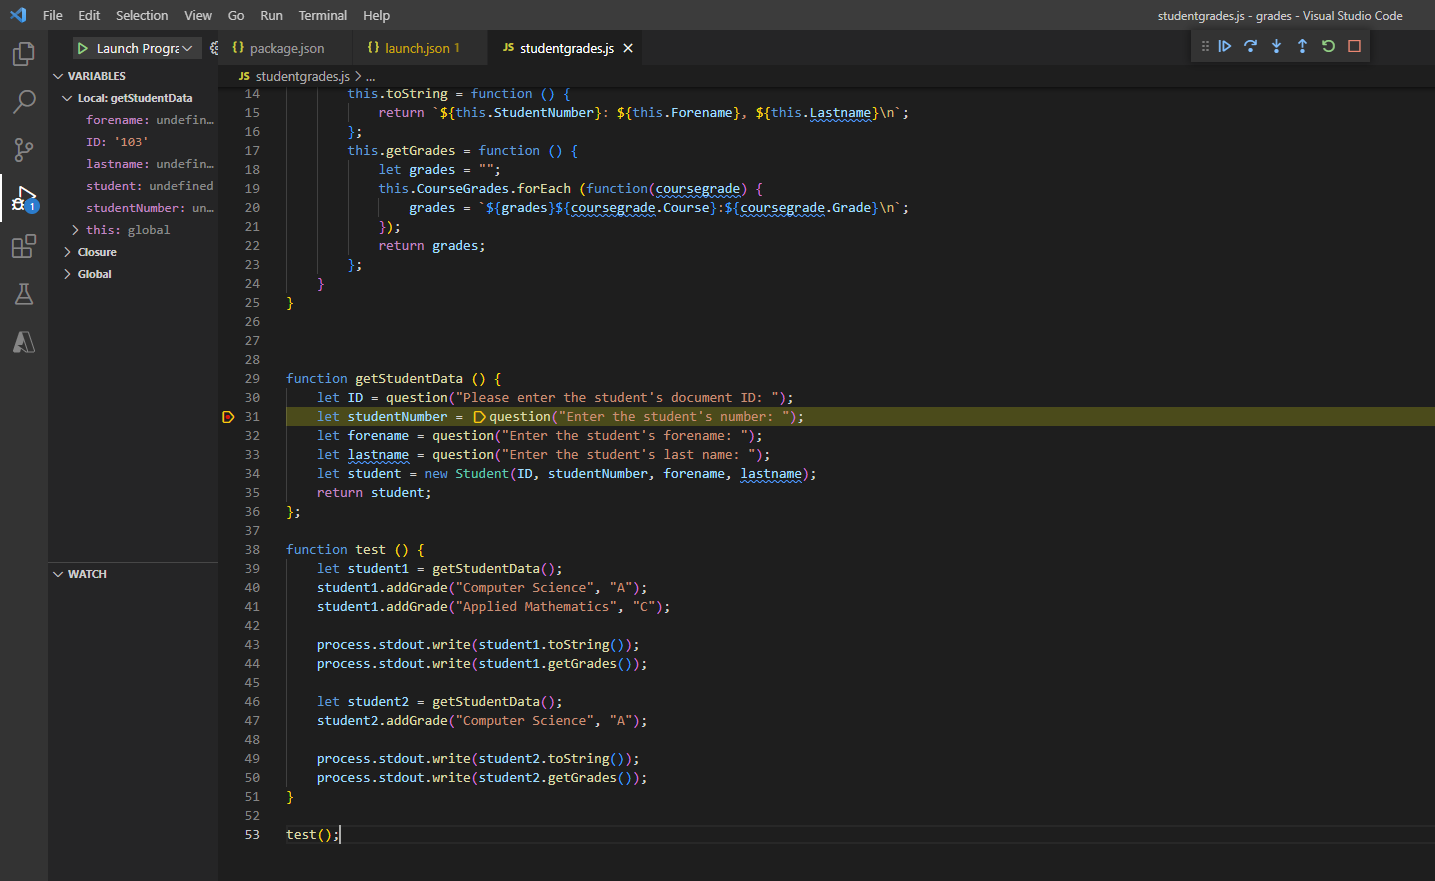 File Edit Selection View Go Run Terminal Help
studentgrades.js - grades - Visual Studio Code
Launch Progra
{} package.json
{} launch.json 1
JS studentgrades.js
VARIABLES
JS studentgrades.js > ...
Local: getStudentData
forename: undefin...
ID: '103'
lastname: undefin...
student: undefined
studentNumber: un...
this: global
Closure
Global
1
WATCH
14 this.toString = function () {
15 return `${this.StudentNumber}: ${this.Forename}, ${this.Lastname}\n`;
16 };
17 this.getGrades = function () {
18 let grades = "";
19 this.CourseGrades.forEach (function(coursegrade) {
20 grades = `${grades}${coursegrade.Course}:${coursegrade.Grade}\n`;
21 });
22 return grades;
23 };
24 }
25 }
26
27
28
29 function getStudentData () {
30 let ID = question("Please enter the student's document ID: ");
31 let studentNumber = question("Enter the student's number: ");
32 let forename = question("Enter the student's forename: ");
33 let lastname = question("Enter the student's last name: ");
34 let student = new Student(ID, studentNumber, forename, lastname);
35 return student;
36 };
37
38 function test () {
39 let student1 = getStudentData();
40 student1.addGrade("Computer Science", "A");
41 student1.addGrade("Applied Mathematics", "C");
42
43 process.stdout.write(student1.toString());
44 process.stdout.write(student1.getGrades());
45
46 let student2 = getStudentData();
47 student2.addGrade("Computer Science", "A");
48
49 process.stdout.write(student2.toString());
50 process.stdout.write(student2.getGrades());
51 }
52
53 test();